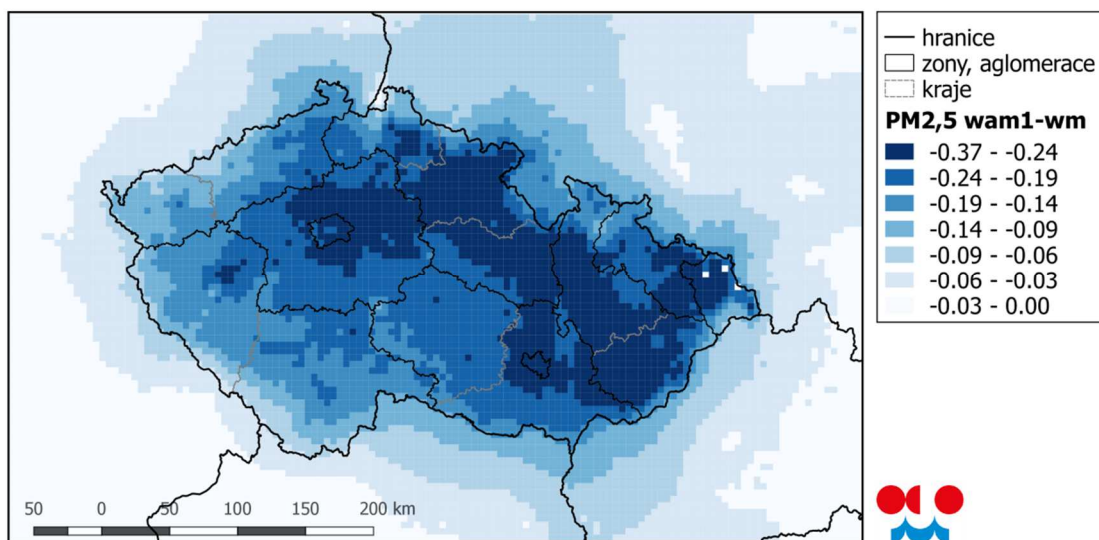 hranice
zony, aglomerace
kraje
PM2,5 wam1-wm
-0.37 - -0.24
-0.24 - -0.19
-0.19 - -0.14
-0.14 - -0.09
-0.09 - -0.06
-0.06 - -0.03
-0.03 - 0.00
50 0 50 100 150 200 km